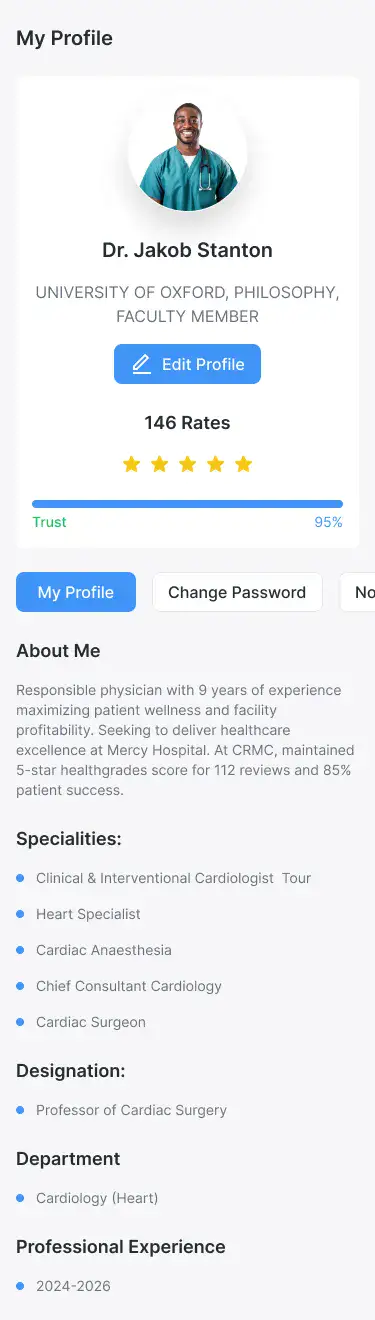 My Profile
Dr. Jakob Stanton
UNIVERSITY OF OXFORD, PHILOSOPHY,
FACULTY MEMBER
Edit Profile
146 Rates
Trust 95%
My Profile Change Password No
About Me
Responsible physician with 9 years of experience
maximizing patient wellness and facility
profitability. Seeking to deliver healthcare
excellence at Mercy Hospital. At CRMC, maintained
5-star healthgrades score for 112 reviews and 85%
patient success.
Specialities:
Clinical & Interventional Cardiologist  Tour
Heart Specialist
Cardiac Anaesthesia
Chief Consultant Cardiology
Cardiac Surgeon
Designation:
Professor of Cardiac Surgery
Department
Cardiology (Heart)
Professional Experience
2024-2026